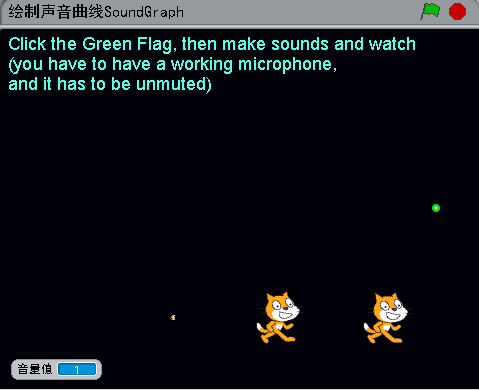 绘制声音曲线SoundGraph
Click the Green Flag, then make sounds and watch
(you have to have a working microphone,
and it has to be unmuted)
音量值 1